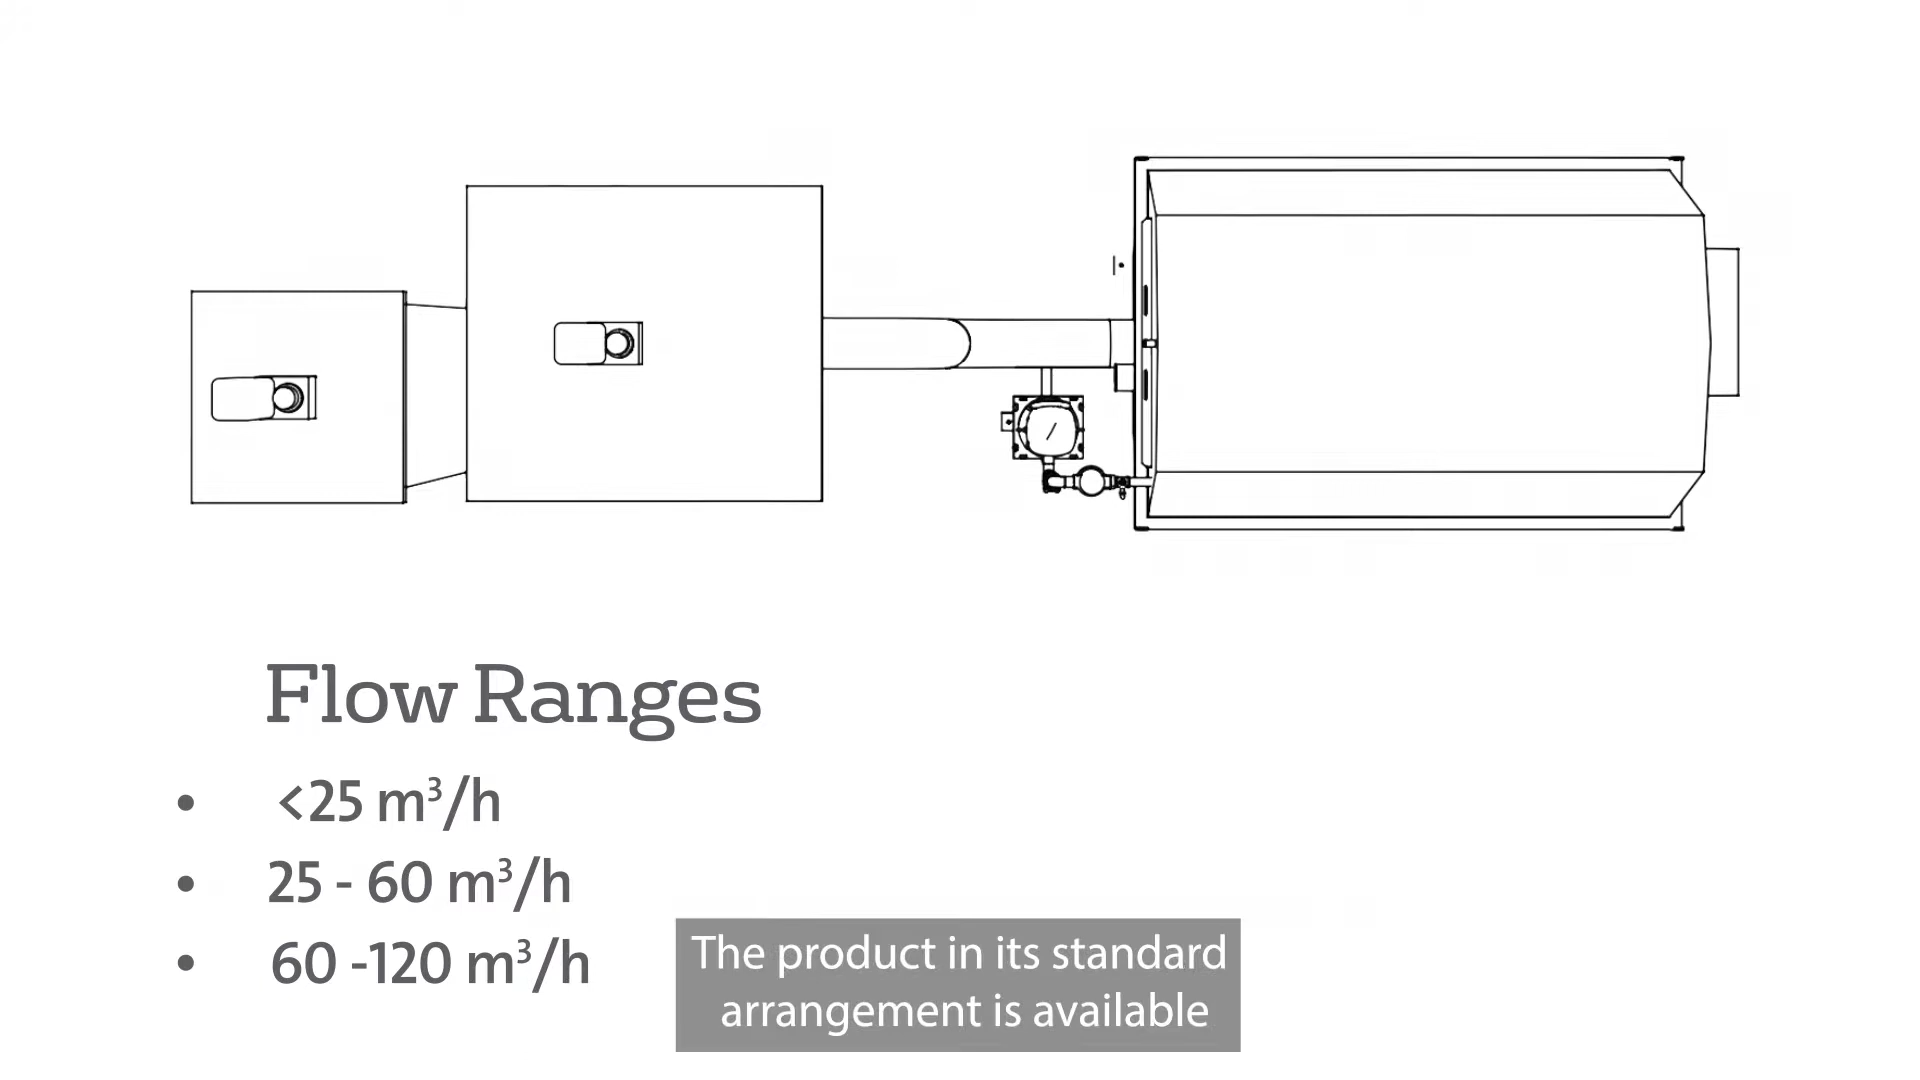 Flow Ranges
• <25 m³/h
• 25 - 60 m³/h
• 60 -120 m³/h
The product in its standard
arrangement is available